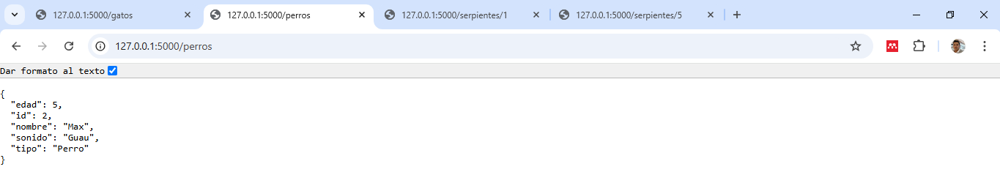 127.0.0.1:5000/gatos
127.0.0.1:5000/perros
127.0.0.1:5000/serpientes/1
127.0.0.1:5000/serpientes/5
127.0.0.1:5000/perros
Dar formato al texto
{
"edad": 5,
"id": 2,
"nombre": "Max",
"sonido": "Guau",
"tipo": "Perro"
}